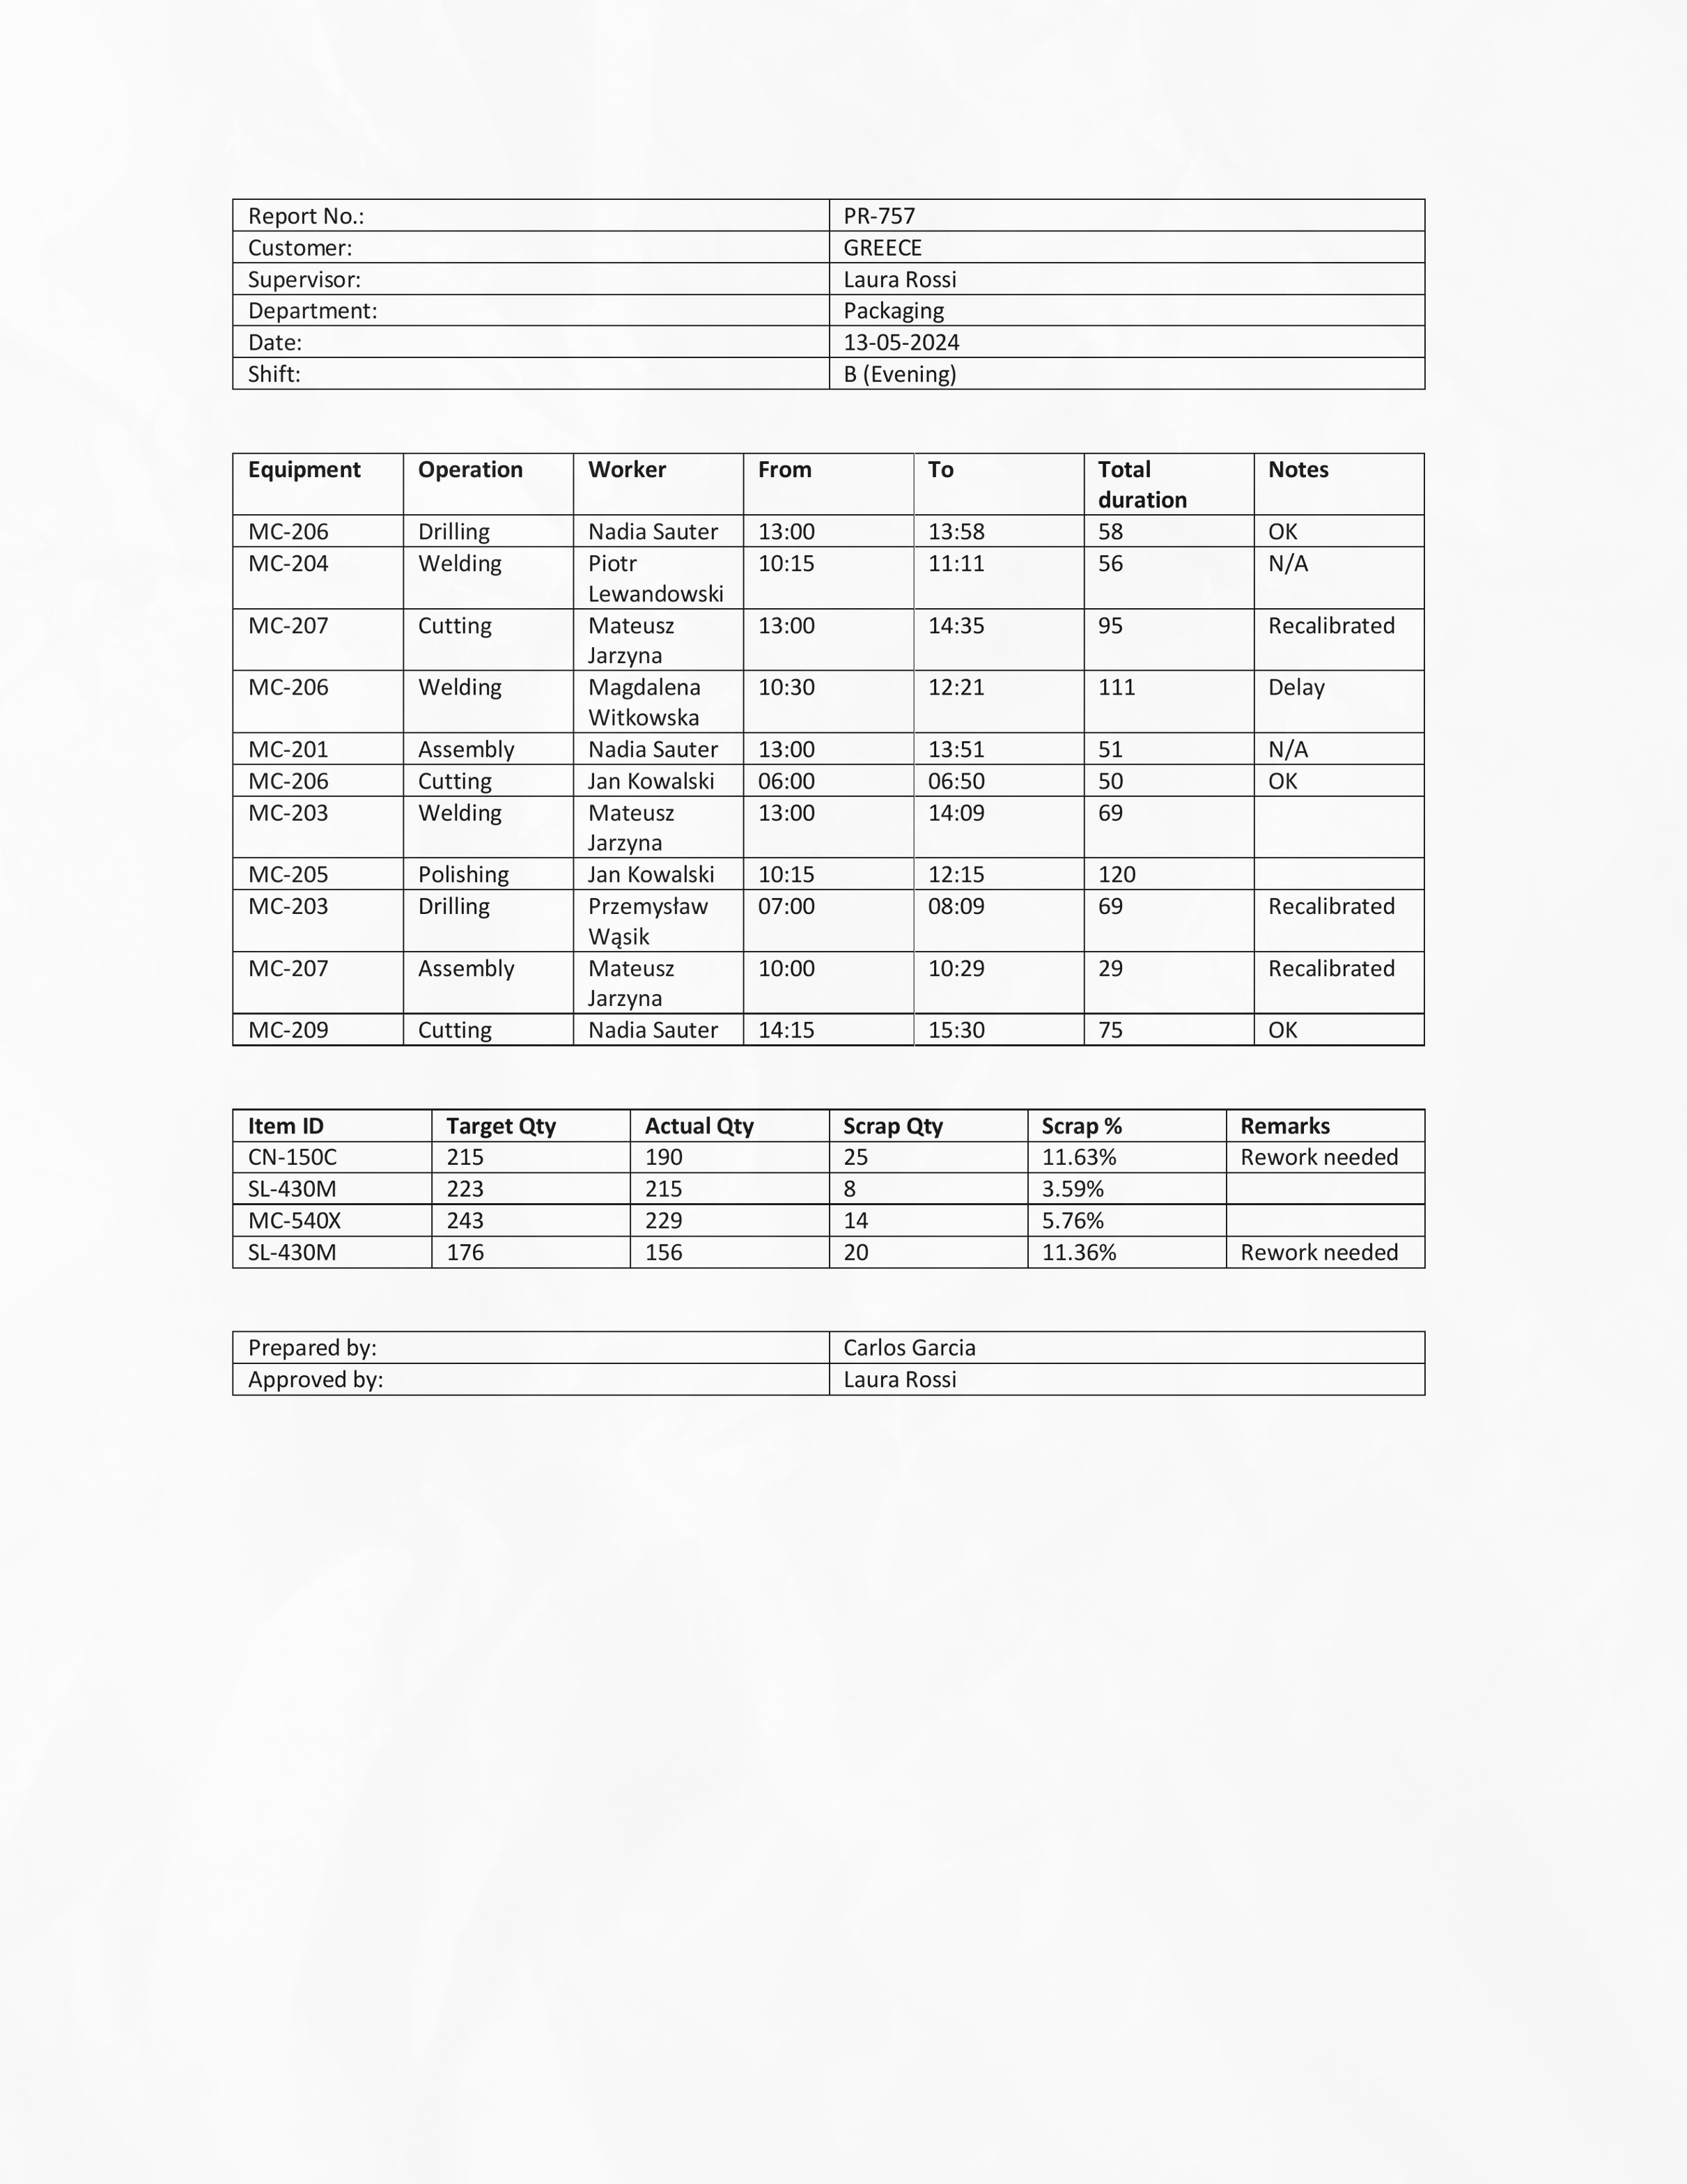 Report No.: PR-757
Customer: GREECE
Supervisor: Laura Rossi
Department: Packaging
Date: 13-05-2024
Shift: B (Evening)
Equipment Operation Worker From To Total duration Notes
MC-206 Drilling Nadia Sauter 13:00 13:58 58 OK
MC-204 Welding Piotr Lewandowski 10:15 11:11 56 N/A
MC-207 Cutting Mateusz Jarzyna 13:00 14:35 95 Recalibrated
MC-206 Welding Magdalena Witkowska 10:30 12:21 111 Delay
MC-201 Assembly Nadia Sauter 13:00 13:51 51 N/A
MC-206 Cutting Jan Kowalski 06:00 06:50 50 OK
MC-203 Welding Mateusz Jarzyna 13:00 14:09 69
MC-205 Polishing Jan Kowalski 10:15 12:15 120
MC-203 Drilling Przemysław Wąsik 07:00 08:09 69 Recalibrated
MC-207 Assembly Mateusz Jarzyna 10:00 10:29 29 Recalibrated
MC-209 Cutting Nadia Sauter 14:15 15:30 75 OK
Item ID Target Qty Actual Qty Scrap Qty Scrap % Remarks
CN-150C 215 190 25 11.63% Rework needed
SL-430M 223 215 8 3.59%
MC-540X 243 229 14 5.76%
SL-430M 176 156 20 11.36% Rework needed
Prepared by: Carlos Garcia
Approved by: Laura Rossi